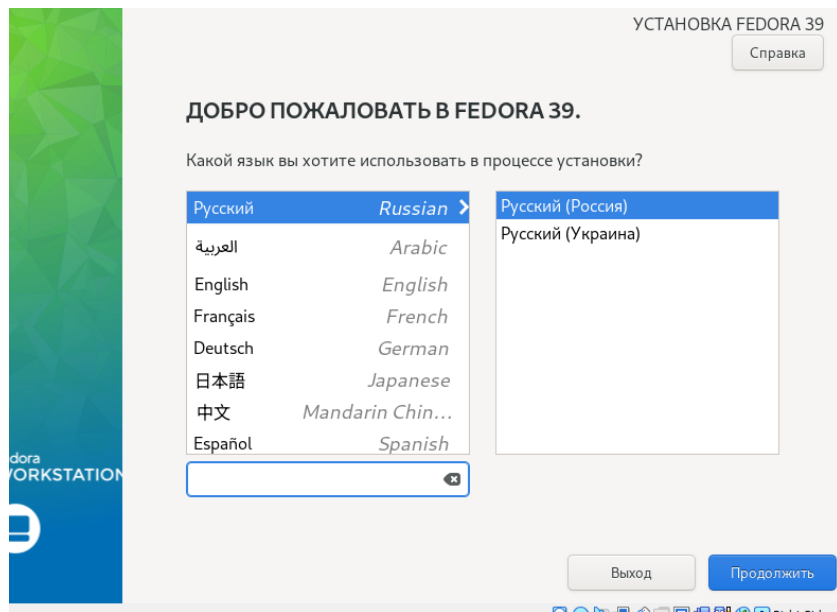 УСТАНОВКА FEDORA 39
Справка
ДОБРО ПОЖАЛОВАТЬ В FEDORA 39.
Какой язык вы хотите использовать в процессе установки?
Русский Russian
العربية Arabic
English English
Français French
Deutsch German
日本語 Japanese
中文 Mandarin Chin...
Español Spanish
Русский (Россия)
Русский (Украина)
dora
ORKSTATION
Выход
Продолжить